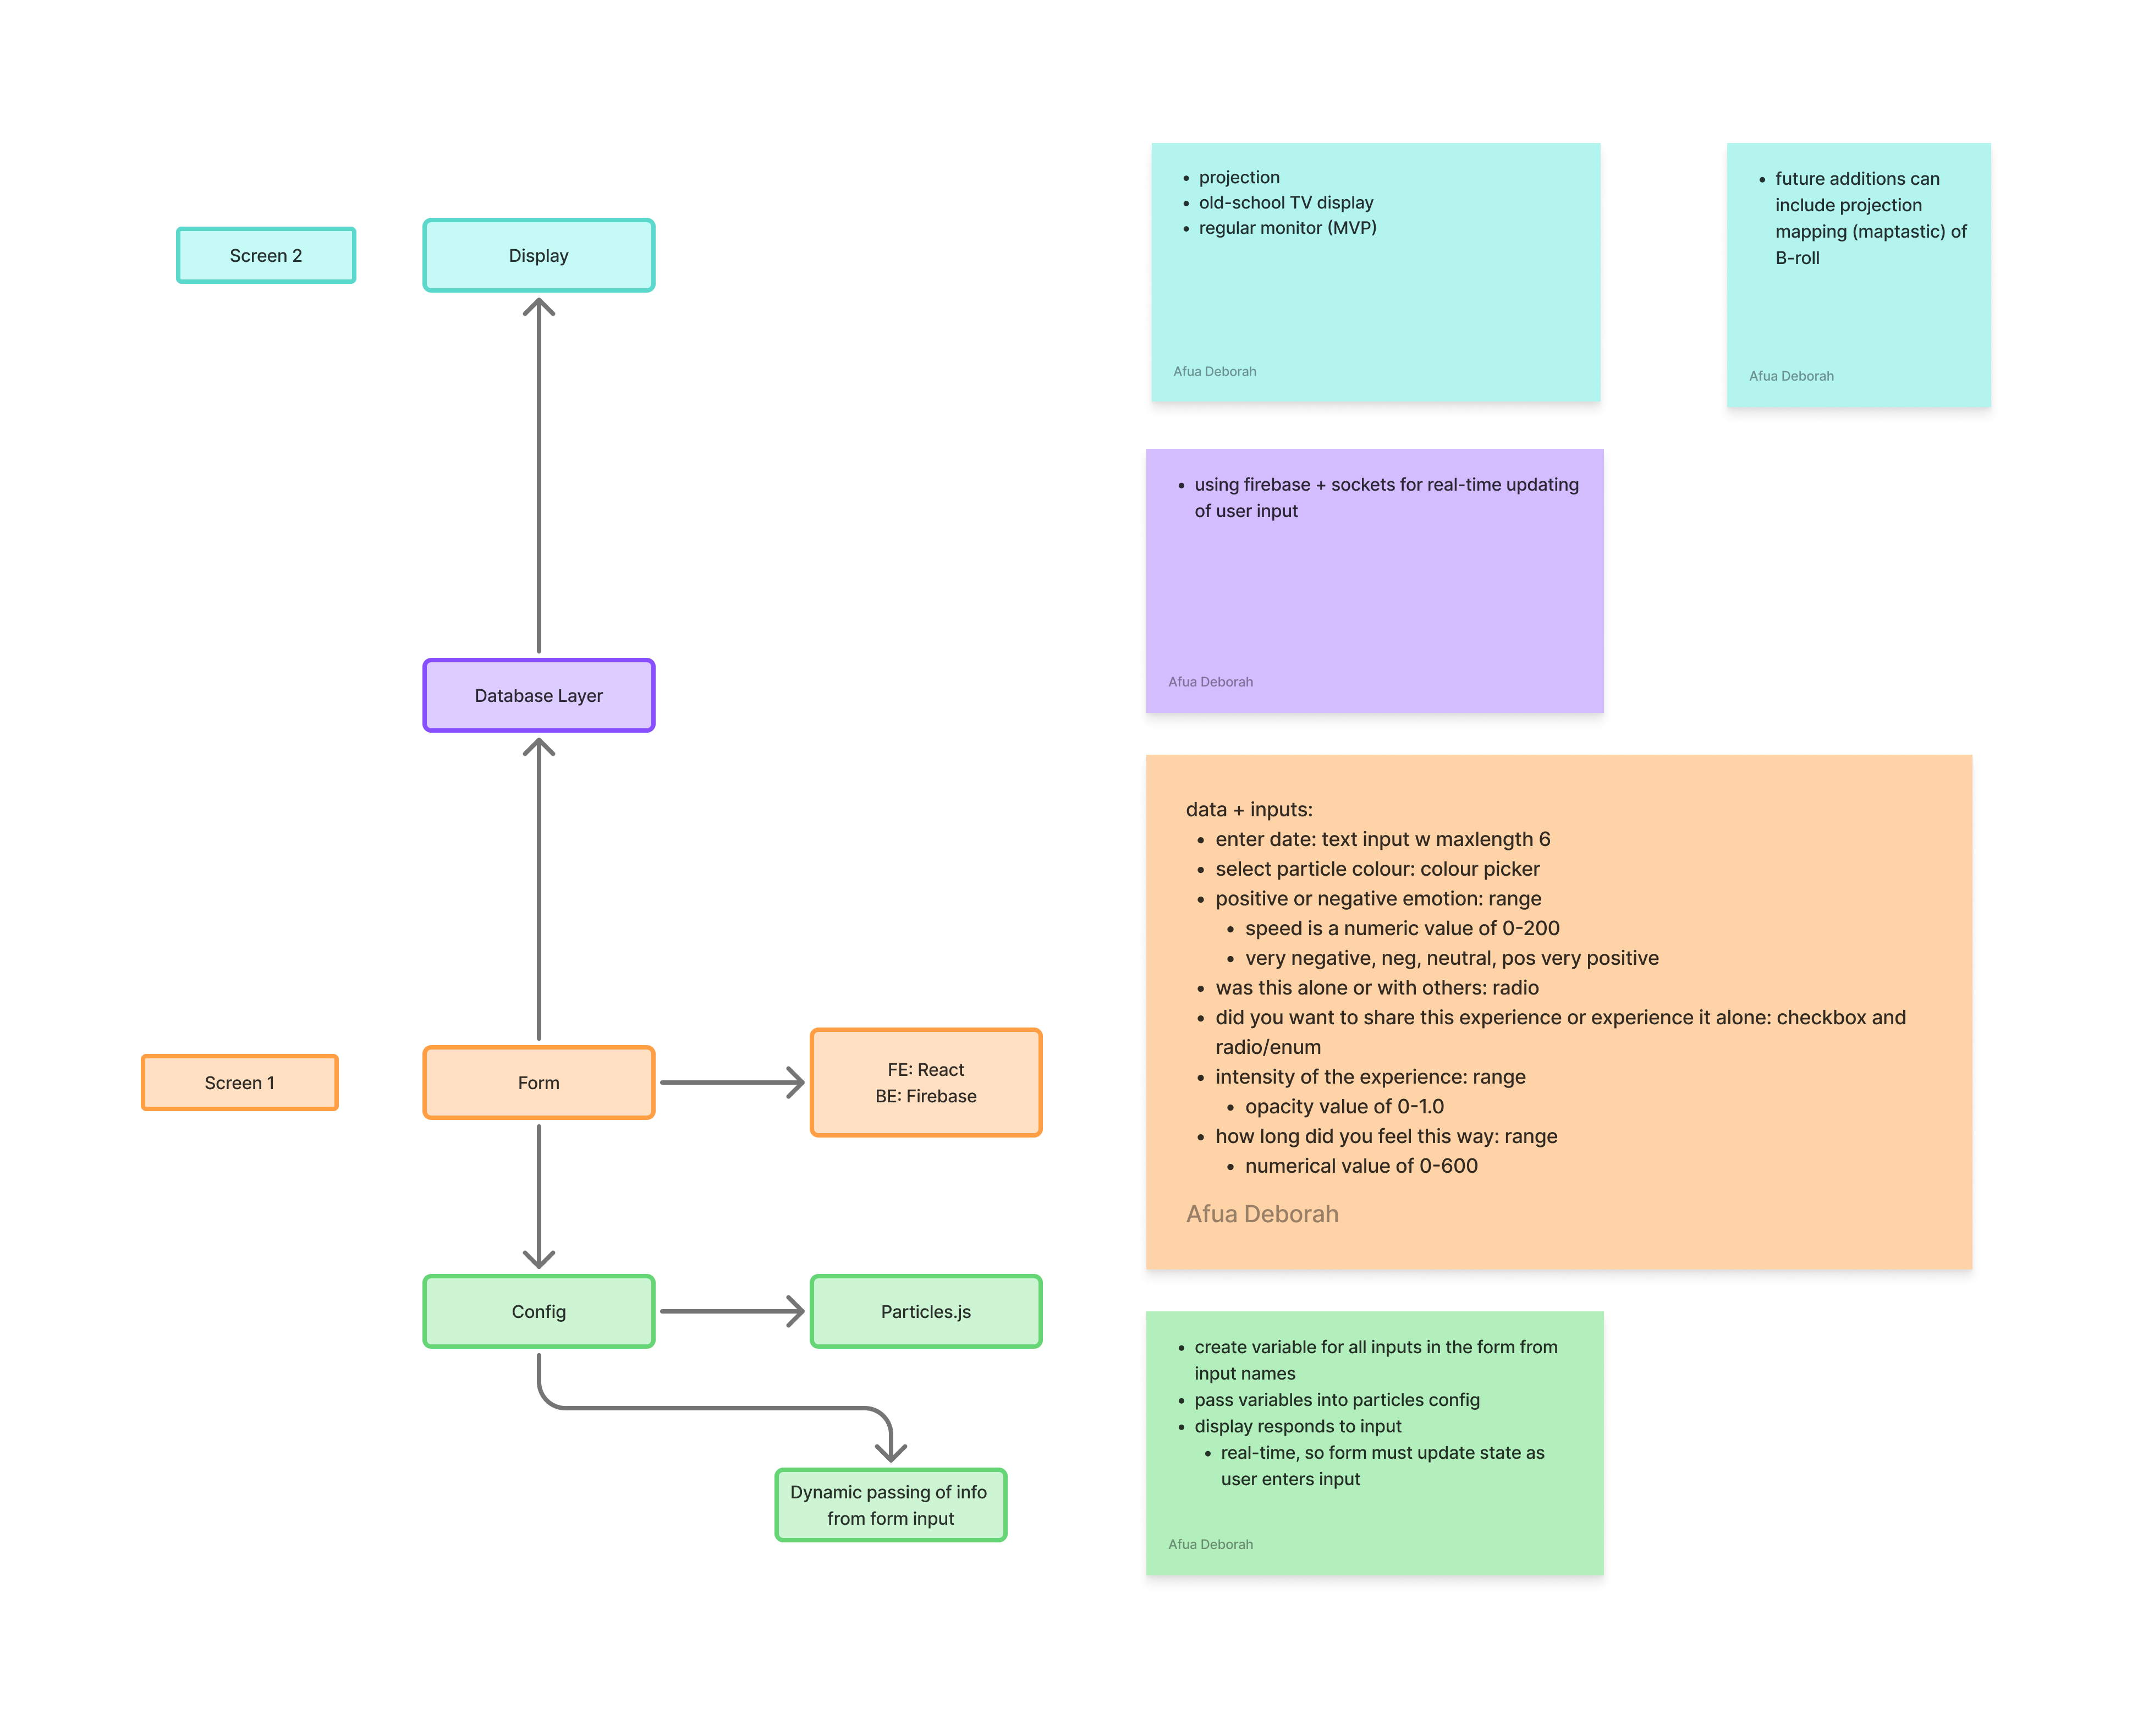 Screen 2
Display
• projection
• old-school TV display
• regular monitor (MVP)
Afua Deborah
• future additions can
include projection
mapping (maptastic) of
B-roll
Afua Deborah
Database Layer
• using firebase + sockets for real-time updating
of user input
Afua Deborah
Screen 1
Form
FE: React
BE: Firebase
data + inputs:
• enter date: text input w maxlength 6
• select particle colour: colour picker
• positive or negative emotion: range
• speed is a numeric value of 0-200
• very negative, neg, neutral, pos very positive
• was this alone or with others: radio
• did you want to share this experience or experience it alone: checkbox and
radio/enum
• intensity of the experience: range
• opacity value of 0-1.0
• how long did you feel this way: range
• numerical value of 0-600
Afua Deborah
Config
Particles.js
Dynamic passing of info
from form input
• create variable for all inputs in the form from
input names
• pass variables into particles config
• display responds to input
• real-time, so form must update state as
user enters input
Afua Deborah